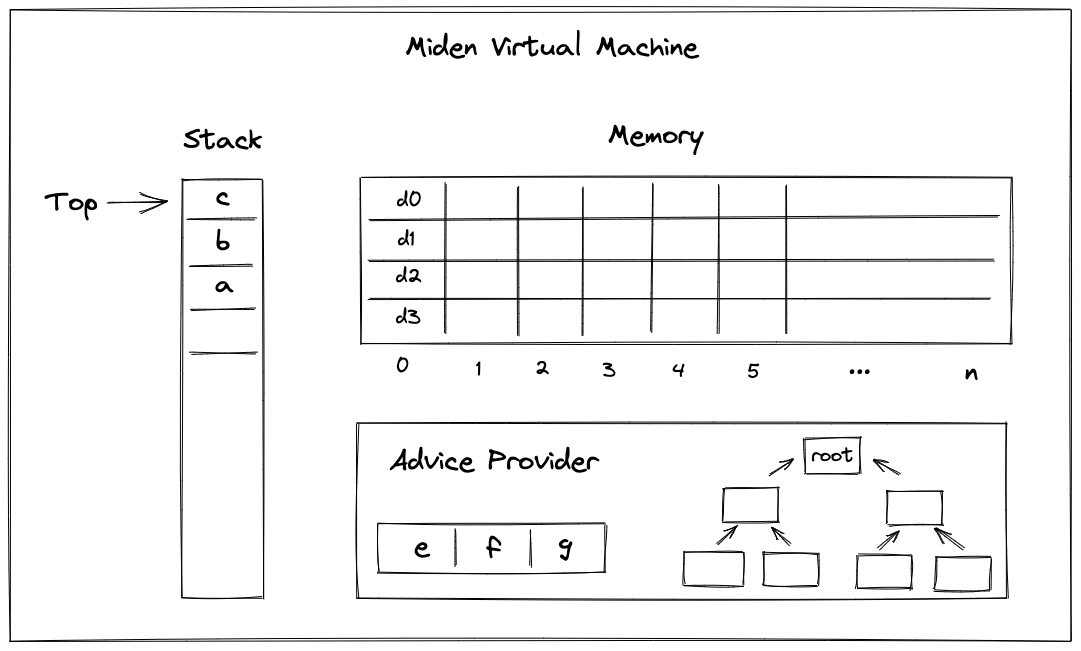 Miden Virtual Machine
Stack
Memory
Top
c
b
a
d0
d1
d2
d3
0 1 2 3 4 5 ... n
Advice Provider
root
e f g